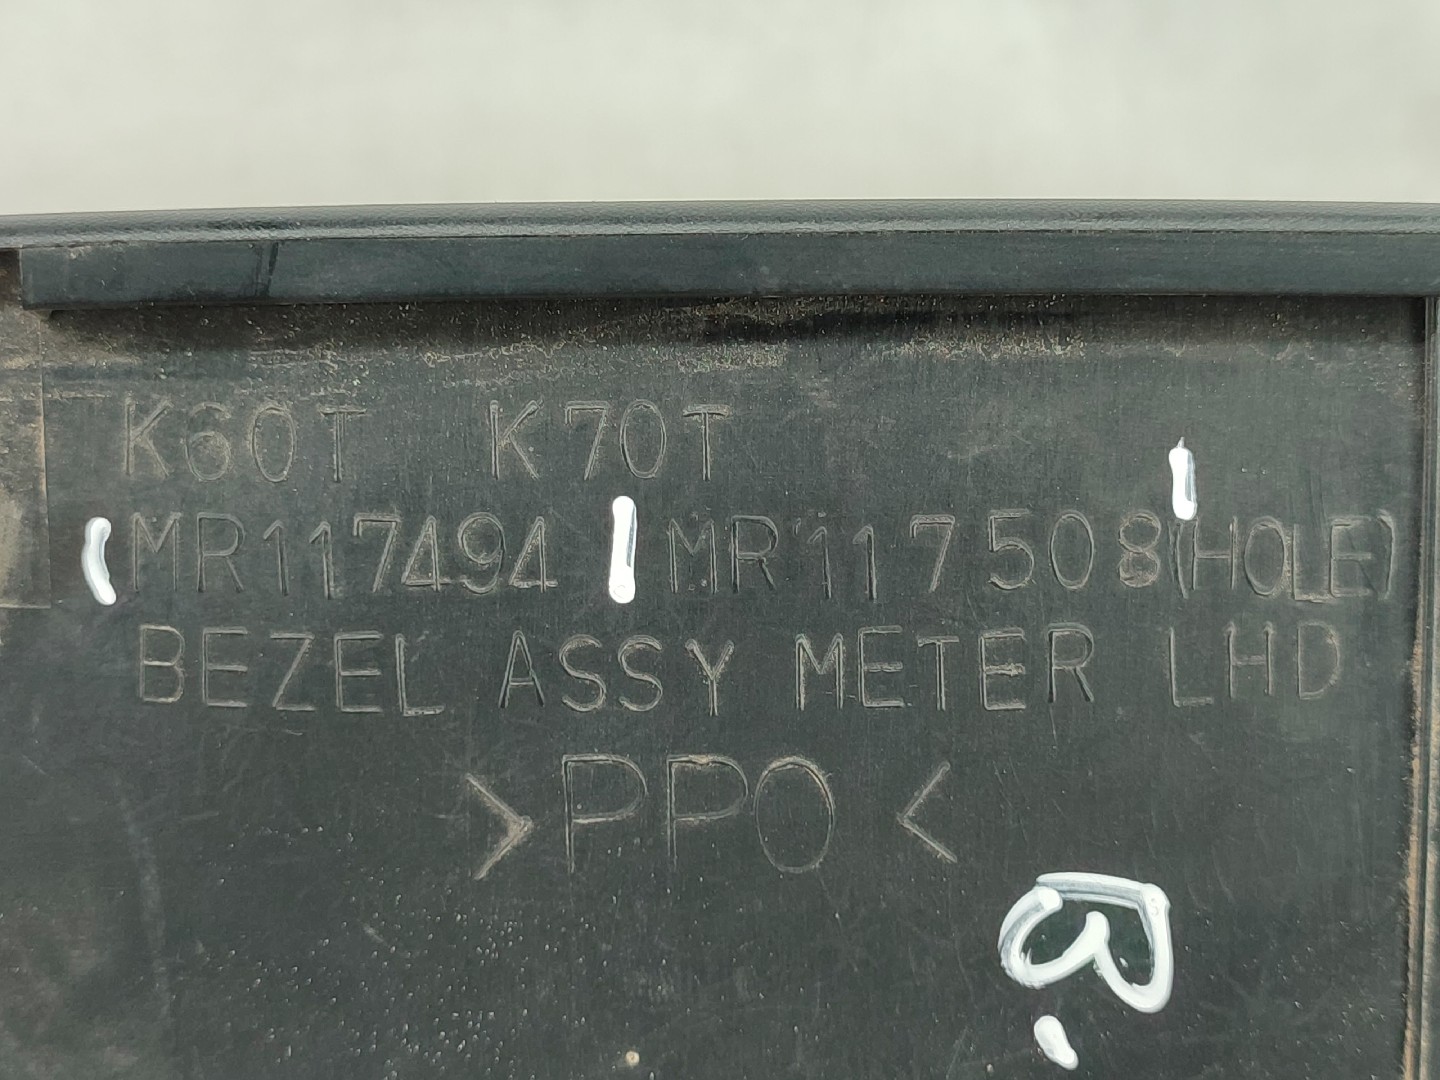 K60T K70T
MR117494 MR117508(HOLE)
BEZEL ASSY METER LHD
>PPO<